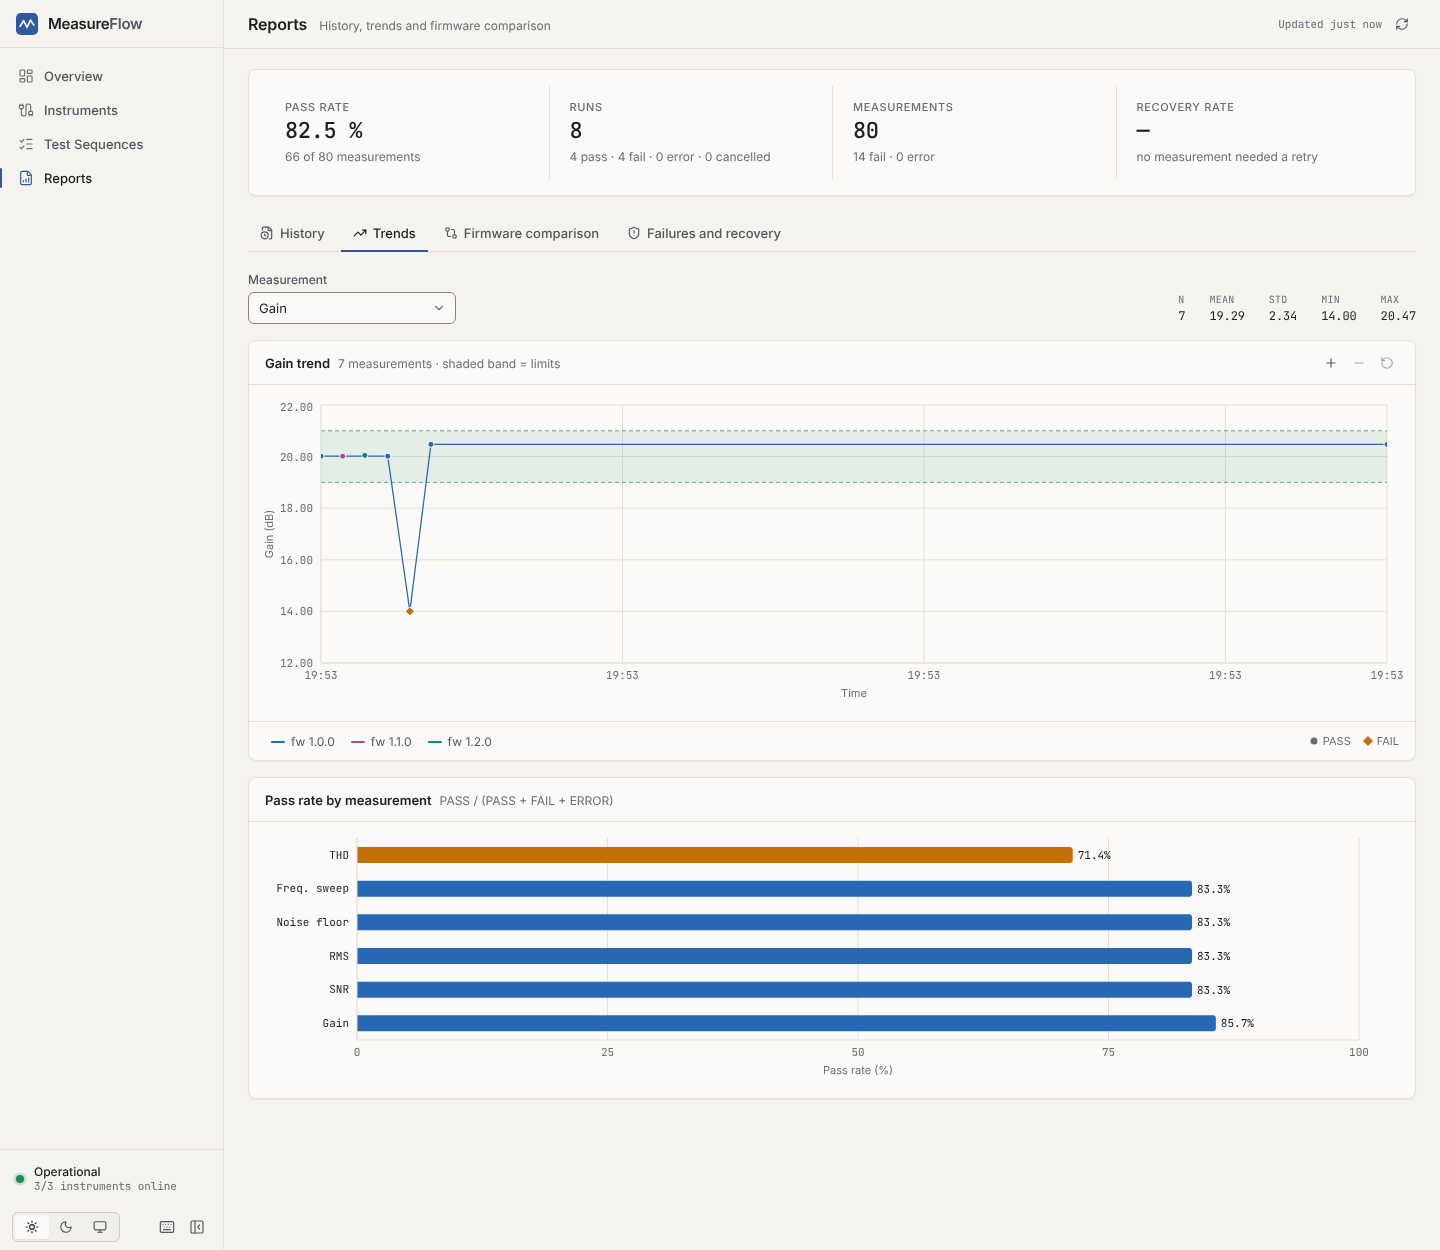 MeasureFlow
Reports History, trends and firmware comparison
Updated just now
Overview
Instruments
Test Sequences
Reports
PASS RATE
82.5 %
66 of 80 measurements
RUNS
8
4 pass · 4 fail · 0 error · 0 cancelled
MEASUREMENTS
80
14 fail · 0 error
RECOVERY RATE
—
no measurement needed a retry
History
Trends
Firmware comparison
Failures and recovery
Measurement
Gain
N MEAN STD MIN MAX
7 19.29 2.34 14.00 20.47
Gain trend 7 measurements · shaded band = limits
22.00
20.00
18.00
16.00
14.00
12.00
Gain (dB)
19:53 19:53 19:53 19:53 19:53
Time
fw 1.0.0 fw 1.1.0 fw 1.2.0
PASS FAIL
Pass rate by measurement PASS / (PASS + FAIL + ERROR)
THD 71.4%
Freq. sweep 83.3%
Noise floor 83.3%
RMS 83.3%
SNR 83.3%
Gain 85.7%
0 25 50 75 100
Pass rate (%)
Operational
3/3 instruments online